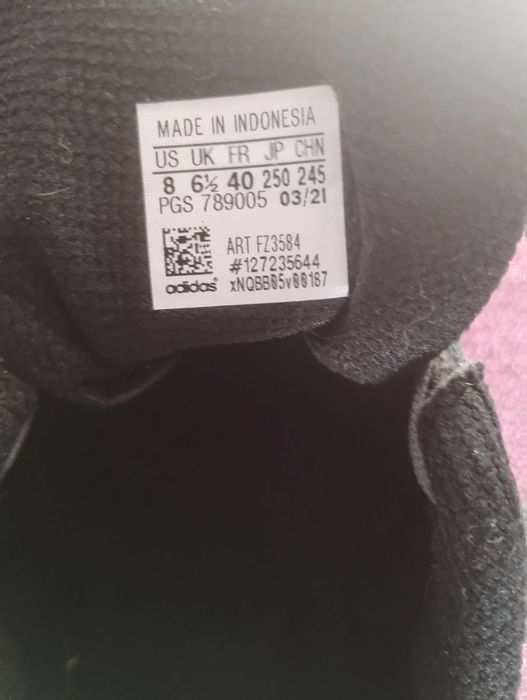 MADE IN INDONESIA
US UK FR JP CHN
8 6½ 40 250 245
PGS 789005 03/21
ART FZ3584
#127235644
adidas® xNQBB05v00187